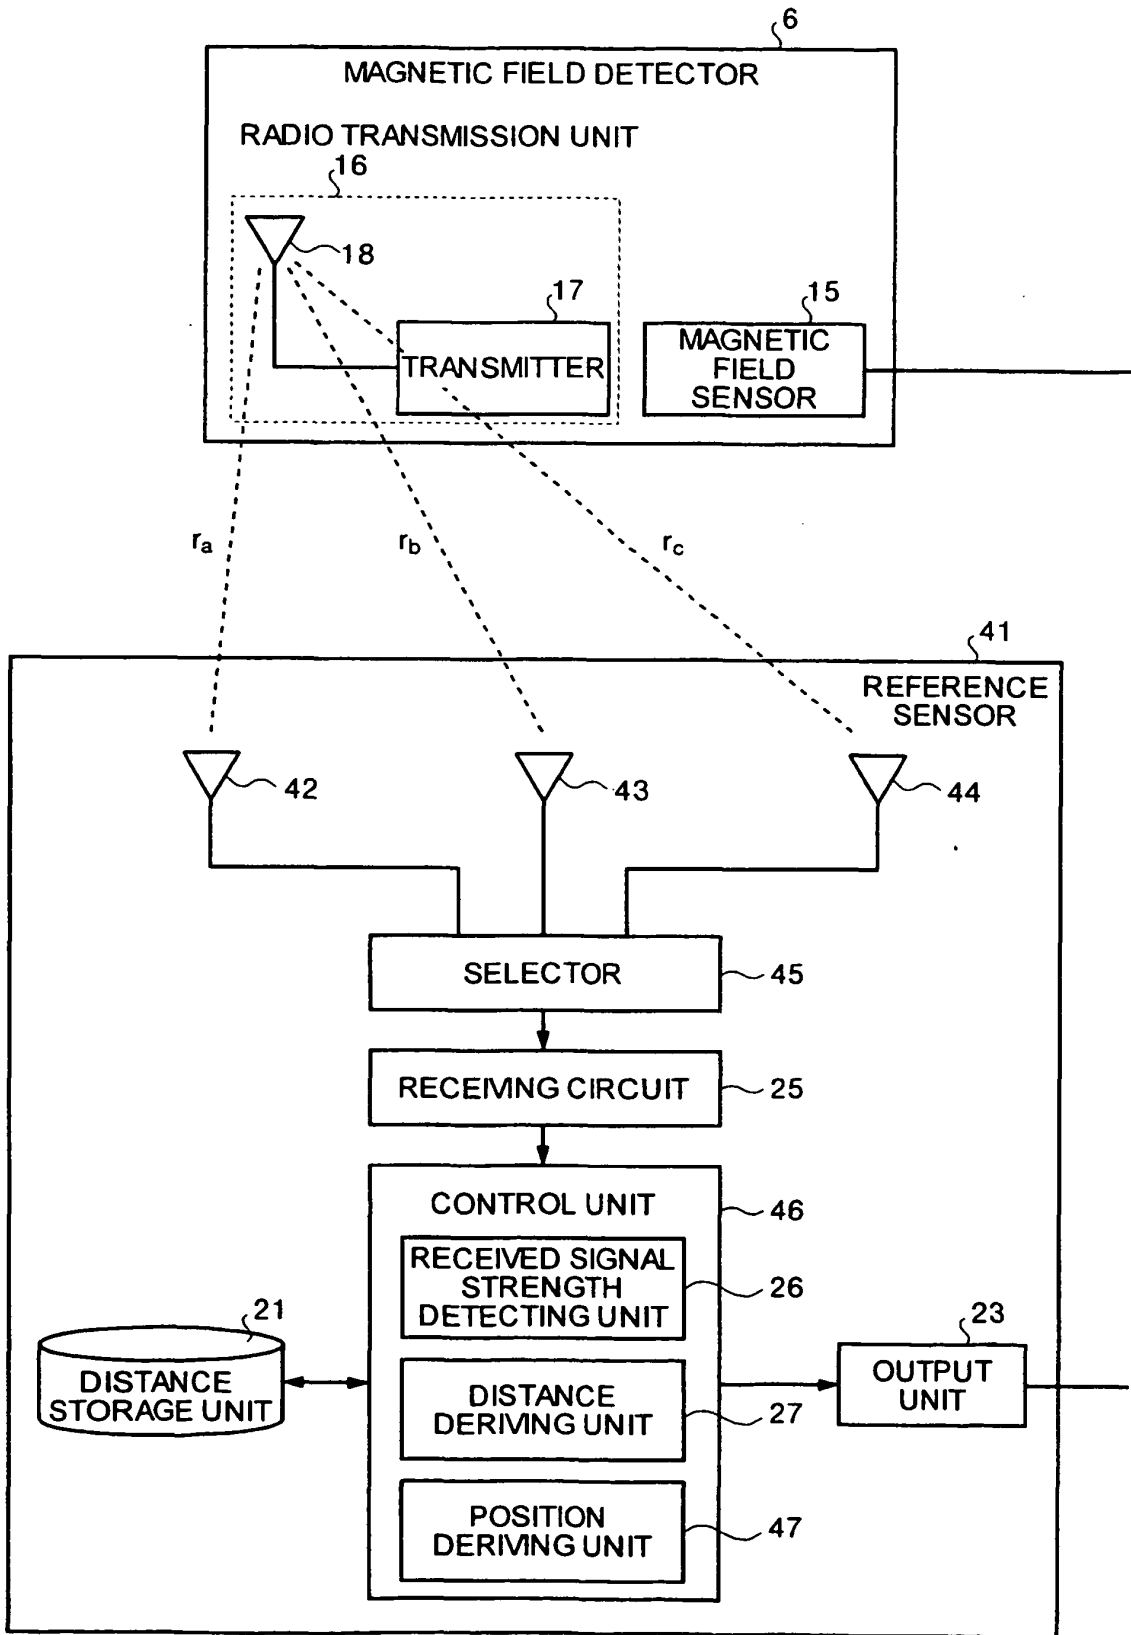 6
MAGNETIC FIELD DETECTOR
RADIO TRANSMISSION UNIT
16
18
17
15
TRANSMITTER
MAGNETIC
FIELD
SENSOR
ra
rb
rc
41
REFERENCE
SENSOR
42
43
44
SELECTOR
45
RECEIVING CIRCUIT
25
CONTROL UNIT
46
RECEIVED SIGNAL
STRENGTH
DETECTING UNIT
26
21
DISTANCE
STORAGE UNIT
DISTANCE
DERIVING UNIT
27
23
OUTPUT
UNIT
POSITION
DERIVING UNIT
47